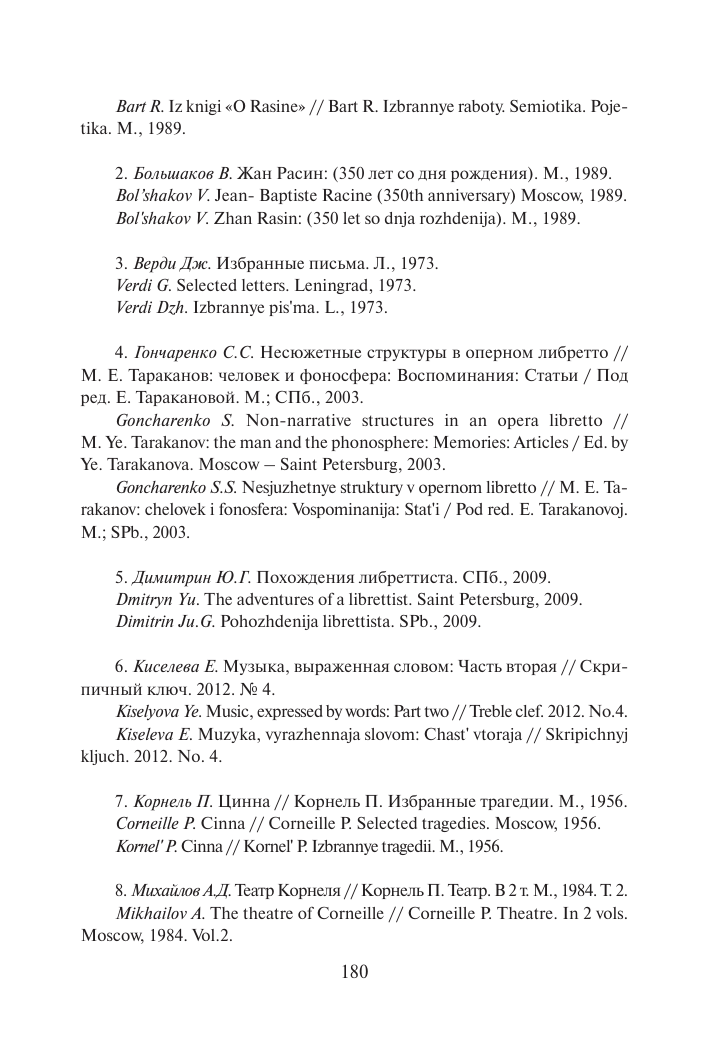 Bart R. Iz knigi «O Rasine» // Bart R. Izbrannye raboty. Semiotika. Poje-
tika. M., 1989.
2. Большаков В. Жан Расин: (350 лет со дня рождения). М., 1989.
Bol’shakov V. Jean- Baptiste Racine (350th anniversary) Moscow, 1989.
Bol'shakov V. Zhan Rasin: (350 let so dnja rozhdenija). M., 1989.
3. Верди Дж. Избранные письма. Л., 1973.
Verdi G. Selected letters. Leningrad, 1973.
Verdi Dzh. Izbrannye pis'ma. L., 1973.
4. Гончаренко С.С. Несюжетные структуры в оперном либретто //
М. Е. Тараканов: человек и фоносфера: Воспоминания: Статьи / Под
ред. Е. Таракановой. М.; СПб., 2003.
Goncharenko S. Non-narrative structures in an opera libretto //
M. Ye. Tarakanov: the man and the phonosphere: Memories: Articles / Ed. by
Ye. Tarakanova. Moscow – Saint Petersburg, 2003.
Goncharenko S.S. Nesjuzhetnye struktury v opernom libretto // M. E. Ta-
rakanov: chelovek i fonosfera: Vospominanija: Stat'i / Pod red. E. Tarakanovoj.
M.; SPb., 2003.
5. Димитрин Ю.Г. Похождения либреттиста. СПб., 2009.
Dmitryn Yu. The adventures of a librettist. Saint Petersburg, 2009.
Dimitrin Ju.G. Pohozhdenija librettista. SPb., 2009.
6. Киселева Е. Музыка, выраженная словом: Часть вторая // Скри-
пичный ключ. 2012. № 4.
Kiselyova Ye. Music, expressed by words: Part two // Treble clef. 2012. No.4.
Kiseleva E. Muzyka, vyrazhennaja slovom: Chast' vtoraja // Skripichnyj
kljuch. 2012. No. 4.
7. Корнель П. Цинна // Корнель П. Избранные трагедии. М., 1956.
Corneille P. Cinna // Corneille P. Selected tragedies. Moscow, 1956.
Kornel' P. Cinna // Kornel' P. Izbrannye tragedii. M., 1956.
8. Михайлов А.Д. Театр Корнеля // Корнель П. Театр. В 2 т. М., 1984. Т. 2.
Mikhailov A. The theatre of Corneille // Corneille P. Theatre. In 2 vols.
Moscow, 1984. Vol.2.
180